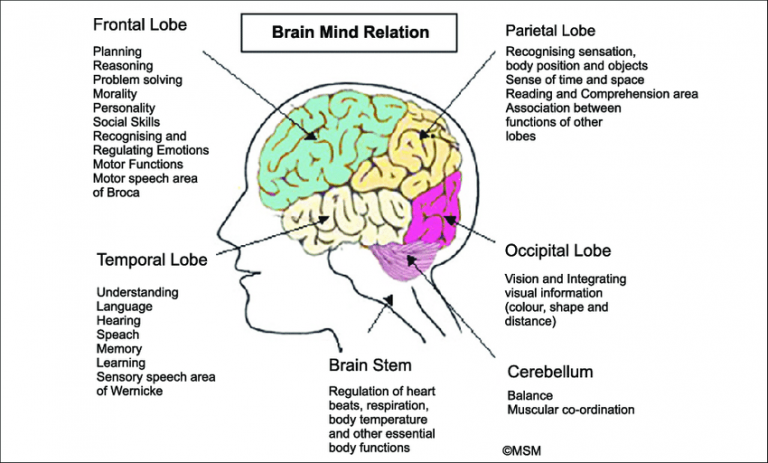 Brain Mind Relation
Frontal Lobe
Planning
Reasoning
Problem solving
Morality
Personality
Social Skills
Recognising and
Regulating Emotions
Motor Functions
Motor speech area
of Broca
Parietal Lobe
Recognising sensation,
body position and objects
Sense of time and space
Reading and Comprehension area
Association between
functions of other
lobes
Temporal Lobe
Understanding
Language
Hearing
Speach
Memory
Learning
Sensory speech area
of Wernicke
Occipital Lobe
Vision and Integrating
visual information
(colour, shape and
distance)
Brain Stem
Regulation of heart
beats, respiration,
body temperature
and other essential
body functions
Cerebellum
Balance
Muscular co-ordination
©MSM